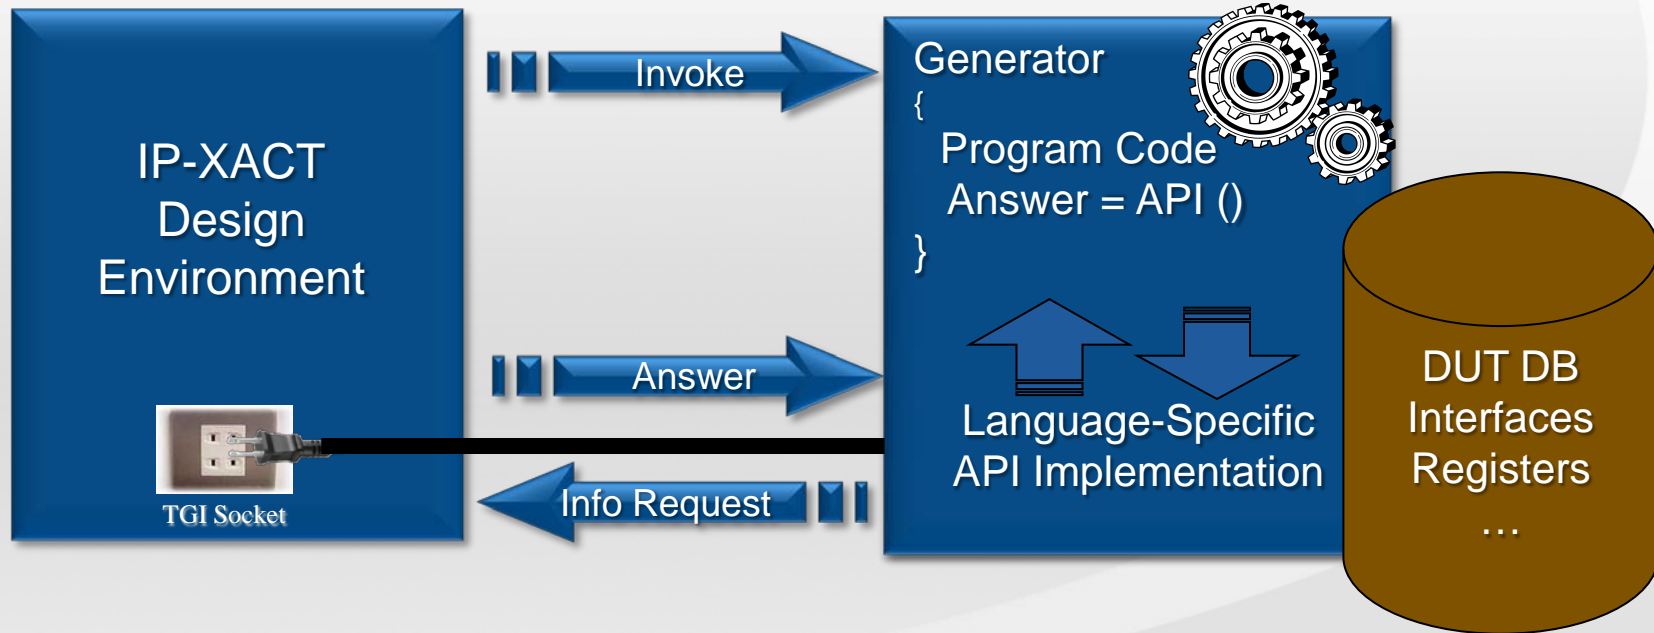 IP-XACT
Design
Environment
TGI Socket
Invoke
Answer
Info Request
Generator
{
Program Code
Answer = API ()
}
Language-Specific
API Implementation
DUT DB
Interfaces
Registers
…